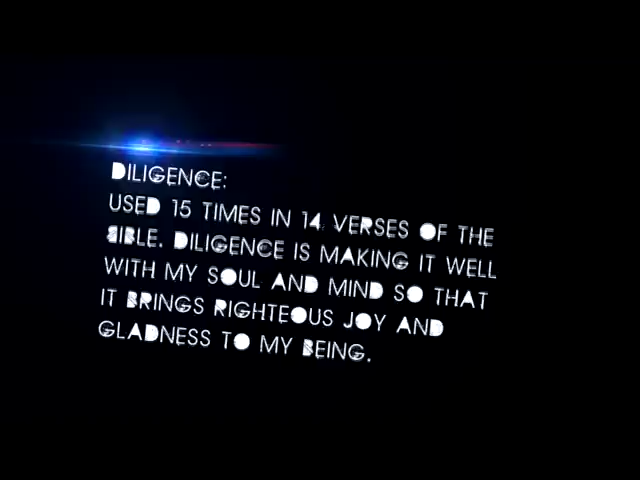 DILIGENCE:
USED 15 TIMES IN 14 VERSES OF THE
BIBLE. DILIGENCE IS MAKING IT WELL
WITH MY SOUL AND MIND SO THAT
IT BRINGS RIGHTEOUS JOY AND
GLADNESS TO MY BEING.